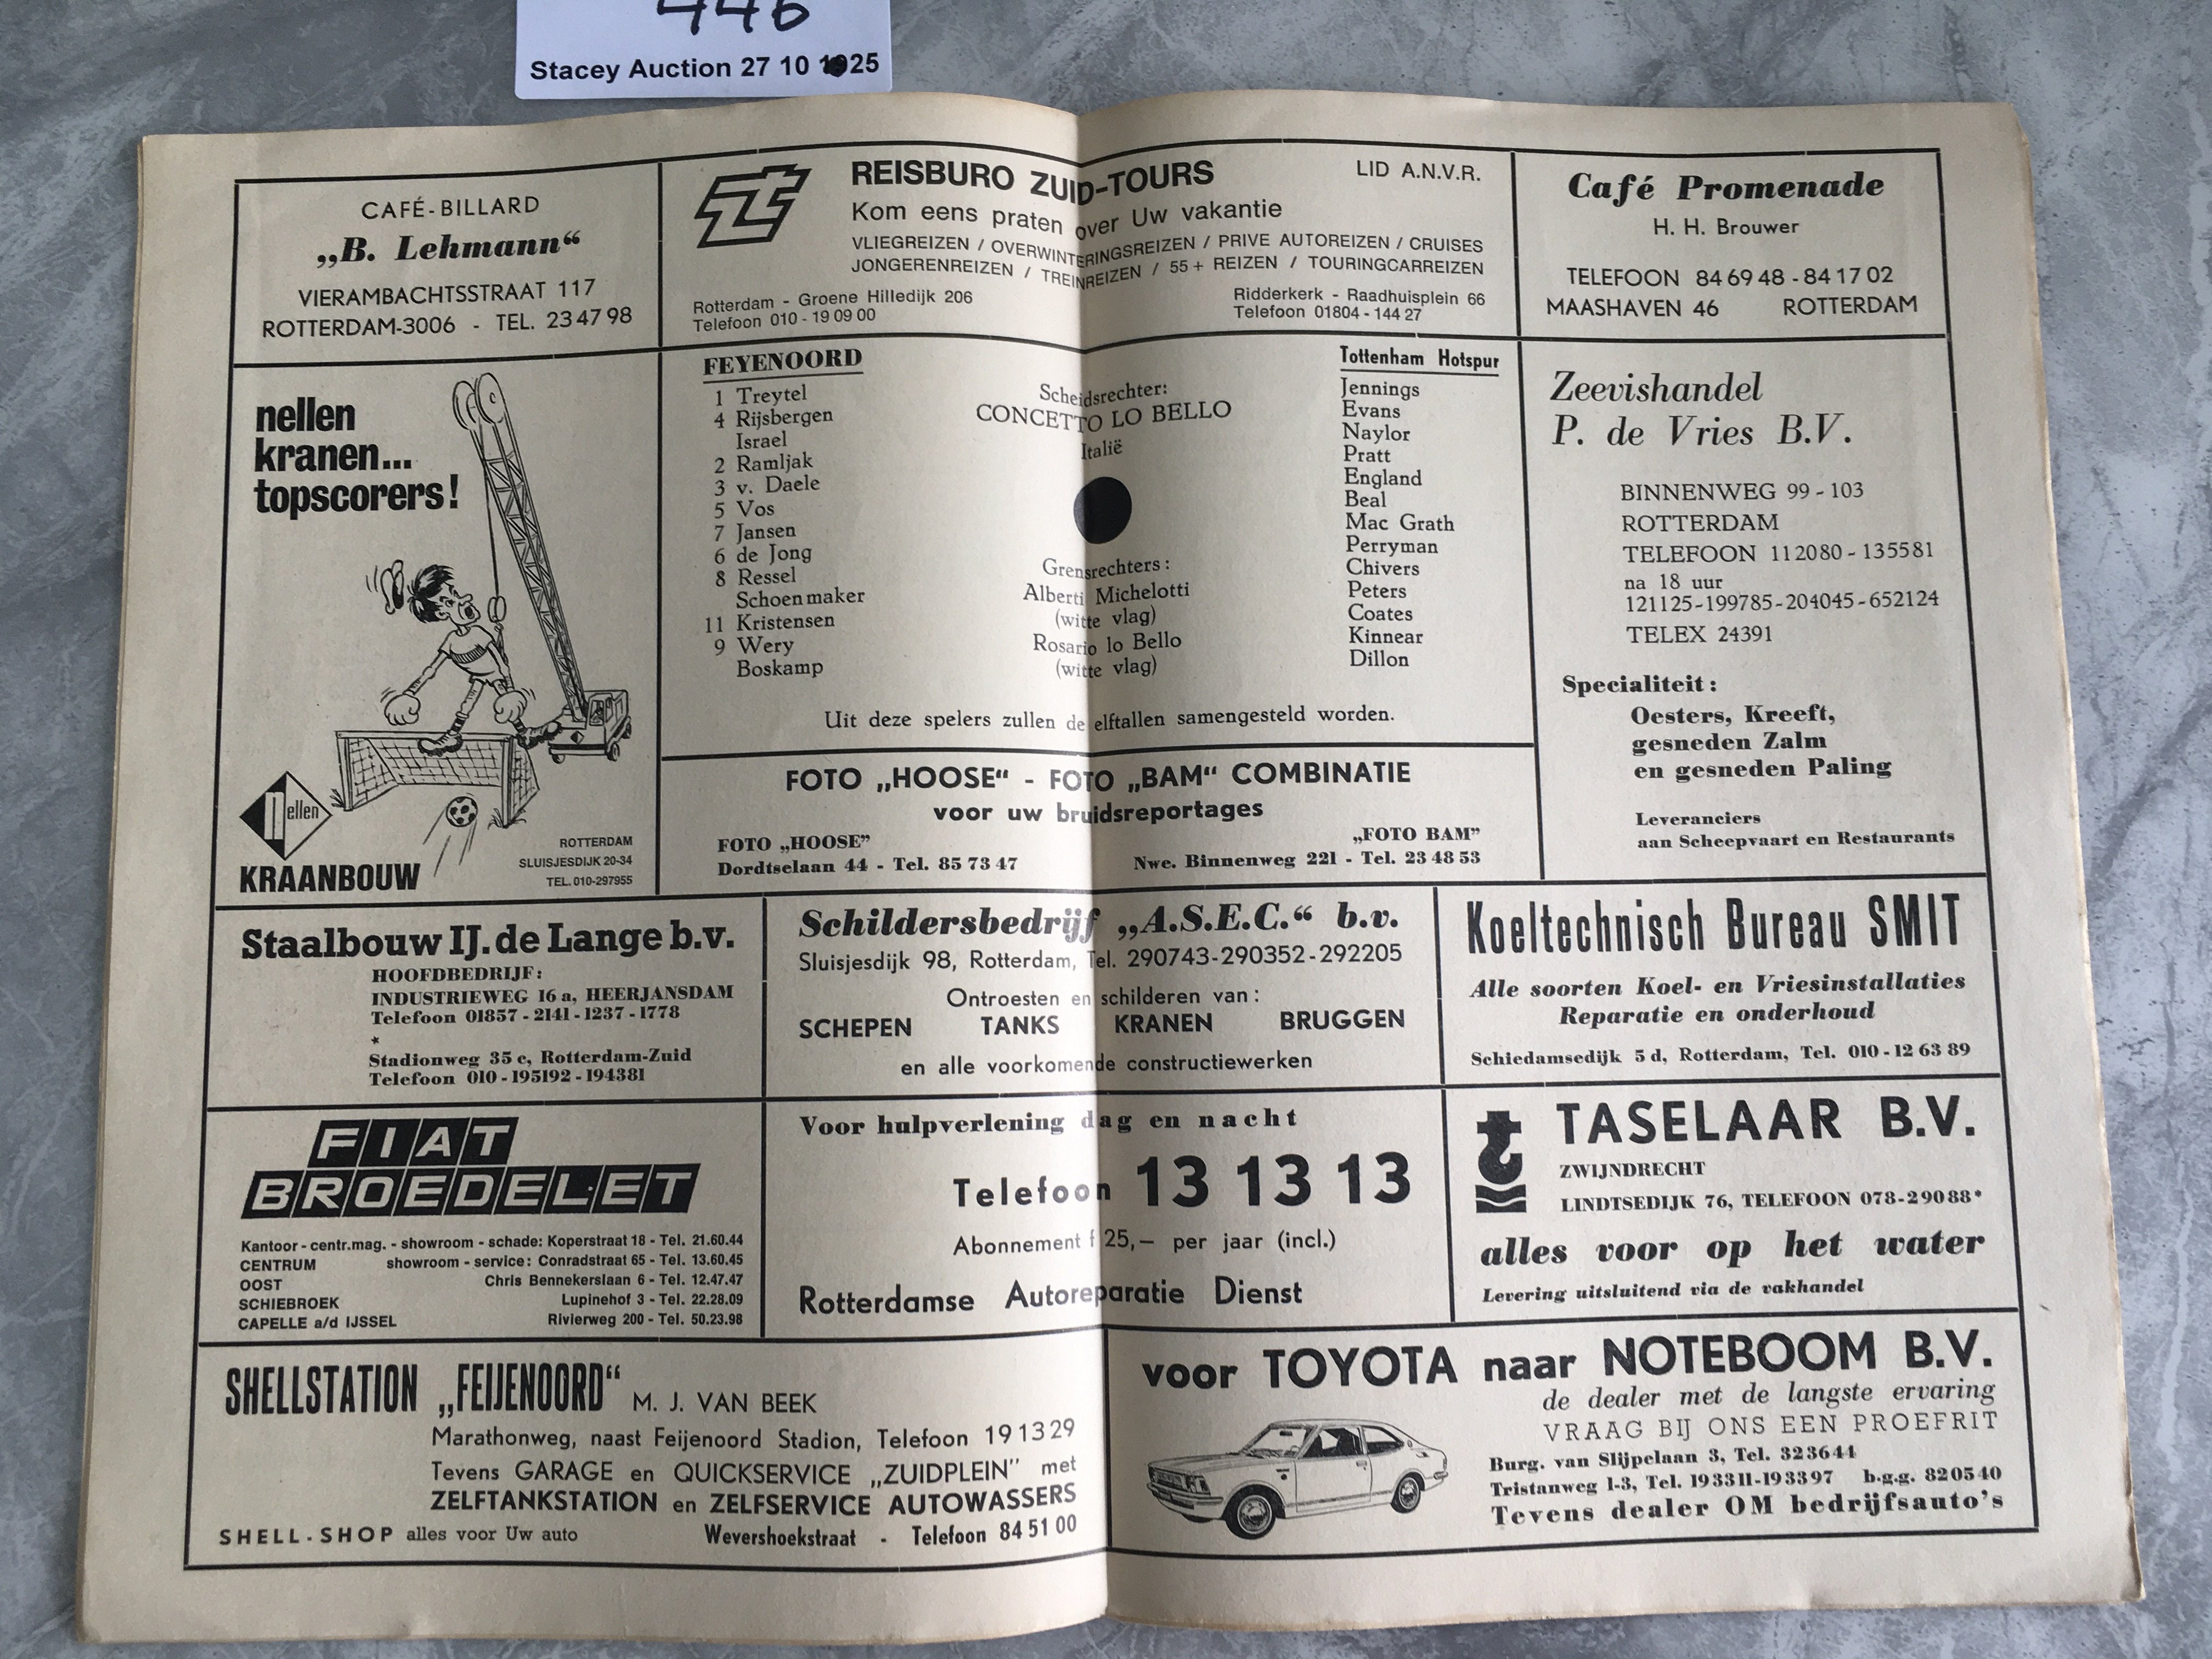 446
Stacey Auction 27 10 1925
CAFÉ-BILLARD
„B. Lehmann“
VIERAMBACHTSSTRAAT 117
ROTTERDAM-3006 - TEL. 23 47 98
REISBURO ZUID-TOURS
LID A.N.V.R.
Kom eens praten over Uw vakantie
VLIEGREIZEN / OVERWINTERINGSREIZEN / PRIVE AUTOREIZEN / CRUISES
JONGERENREIZEN / TREINREIZEN / 55+ REIZEN / TOURINGCARREIZEN
Rotterdam - Groene Hilledijk 206
Telefoon 010 - 19 09 00
Ridderkerk - Raadhuisplein 66
Telefoon 01804 - 144 27
Café Promenade
H. H. Brouwer
TELEFOON 84 69 48 - 84 17 02
MAASHAVEN 46 ROTTERDAM
nellen
kranen...
topscorers!
nellen
KRAANBOUW
ROTTERDAM
SLUISJESDIJK 20-34
TEL. 010-297955
FEYENOORD
1 Treytel
4 Rijsbergen
Israel
2 Ramljak
3 v. Daele
5 Vos
7 Jansen
6 de Jong
8 Ressel
Schoenmaker
11 Kristensen
9 Wery
Boskamp
Scheidsrechter:
CONCETTO LO BELLO
Italië
Grensrechters:
Alberti Michelotti
(witte vlag)
Rosario lo Bello
(witte vlag)
Tottenham Hotspur
Jennings
Evans
Naylor
Pratt
England
Beal
Mac Grath
Perryman
Chivers
Peters
Coates
Kinnear
Dillon
Uit deze spelers zullen de elftallen samengesteld worden.
Zeevishandel
P. de Vries B.V.
BINNENWEG 99 - 103
ROTTERDAM
TELEFOON 112080 - 135581
na 18 uur
121125-199785-204045-652124
TELEX 24391
Specialiteit:
Oesters, Kreeft,
gesneden Zalm
en gesneden Paling
Leveranciers
aan Scheepvaart en Restaurants
FOTO „HOOSE“ - FOTO „BAM“ COMBINATIE
voor uw bruidsreportages
FOTO „HOOSE”
Dordtselaan 44 - Tel. 85 73 47
„FOTO BAM”
Nwe. Binnenweg 221 - Tel. 23 48 53
Staalbouw IJ. de Lange b.v.
HOOFDBEDRIJF:
INDUSTRIEWEG 16 a, HEERJANSDAM
Telefoon 01857 - 2141 - 1237 - 1778
*
Stadionweg 35 c, Rotterdam-Zuid
Telefoon 010 - 195192 - 194381
Schildersbedrijf „A.S.E.C.“ b.v.
Sluisjesdijk 98, Rotterdam, Tel. 290743-290352-292205
Ontroesten en schilderen van:
SCHEPEN TANKS KRANEN BRUGGEN
en alle voorkomende constructiewerken
Koeltechnisch Bureau SMIT
Alle soorten Koel- en Vriesinstallaties
Reparatie en onderhoud
Schiedamsedijk 5 d, Rotterdam, Tel. 010 - 12 63 89
FIAT
BROEDELET
Kantoor - centr.mag. - showroom - schade: Koperstraat 18 - Tel. 21.60.44
CENTRUM showroom - service: Conradstraat 65 - Tel. 13.60.45
OOST Chris Bennekerslaan 6 - Tel. 12.47.47
SCHIEBROEK Lupinehof 3 - Tel. 22.28.09
CAPELLE a/d IJSSEL Rivierweg 200 - Tel. 50.23.98
Voor hulpverlening dag en nacht
Telefoon 13 13 13
Abonnement f 25,— per jaar (incl.)
Rotterdamse Autoreparatie Dienst
TASELAAR B.V.
ZWIJNDRECHT
LINDTSEDIJK 76, TELEFOON 078-29088*
alles voor op het water
Levering uitsluitend via de vakhandel
SHELLSTATION „FEIJENOORD“ M. J. VAN BEEK
Marathonweg, naast Feijenoord Stadion, Telefoon 19 13 29
Tevens GARAGE en QUICKSERVICE „ZUIDPLEIN” met
ZELFTANKSTATION en ZELFSERVICE AUTOWASSERS
SHELL-SHOP alles voor Uw auto Wevershoekstraat - Telefoon 84 51 00
voor TOYOTA naar NOTEBOOM B.V.
de dealer met de langste ervaring
VRAAG BIJ ONS EEN PROEFRIT
Burg. van Slijpelaan 3, Tel. 323644
Tristanweg 1-3, Tel. 193311-193397 b.g.g. 820540
Tevens dealer OM bedrijfsauto's